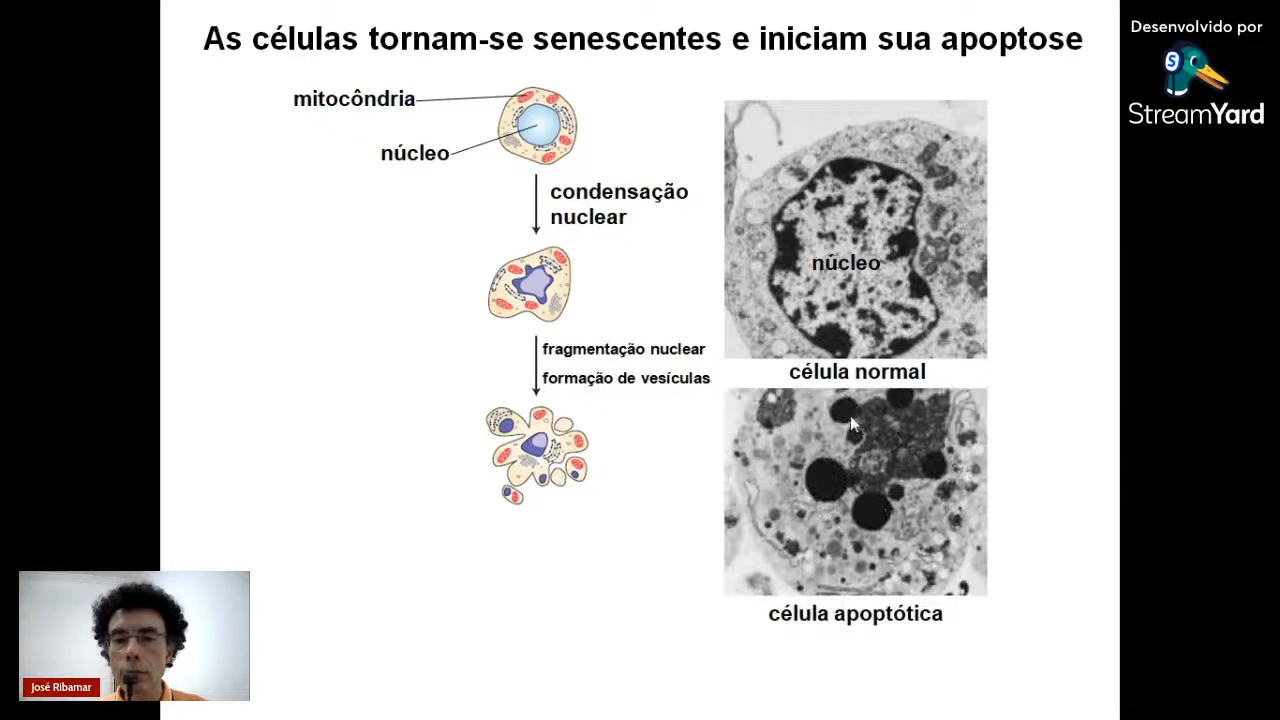 As células tornam-se senescentes e iniciam sua apoptose
Desenvolvido por
StreamYard
mitocôndria
núcleo
condensação
nuclear
núcleo
fragmentação nuclear
formação de vesículas
célula normal
célula apoptótica
José Ribamar